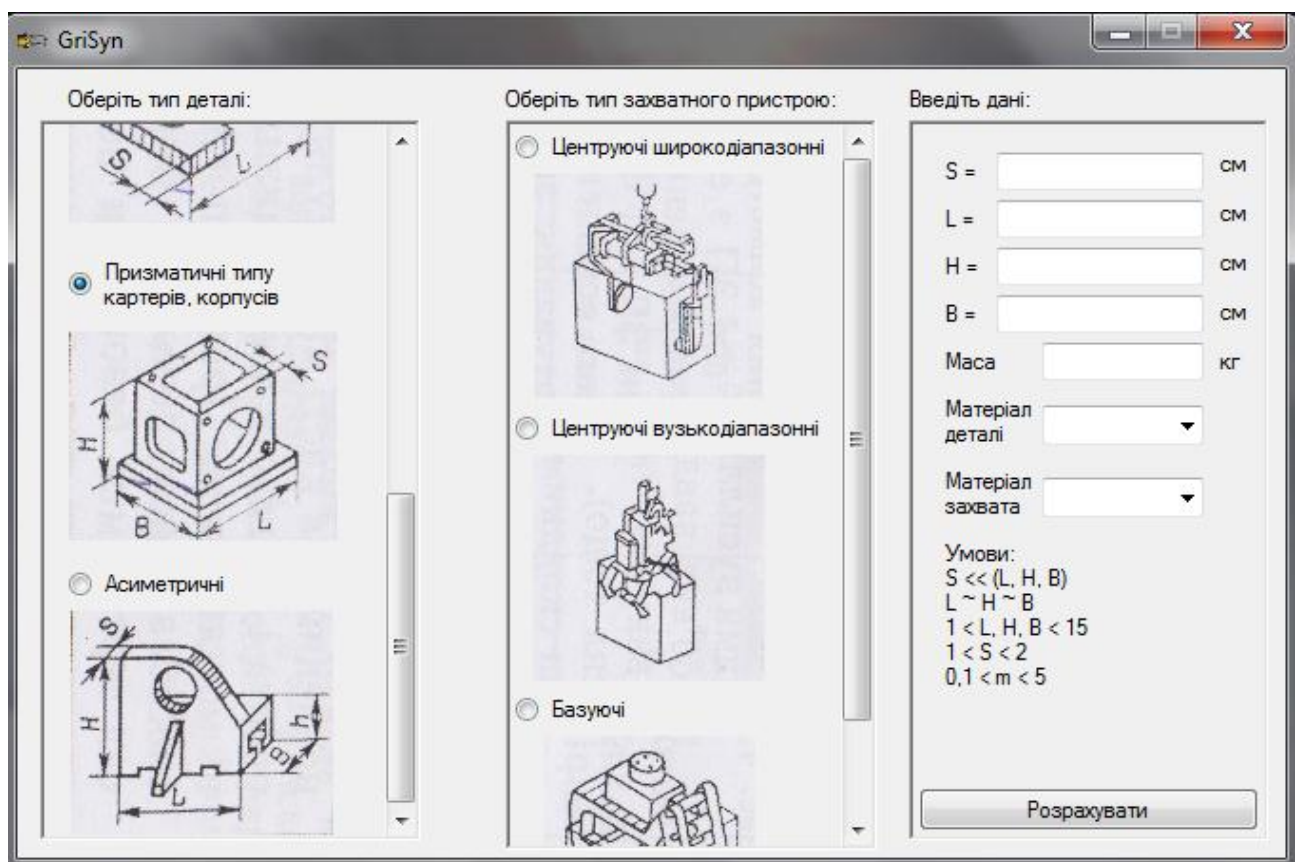 GriSyn
Оберіть тип деталі:
S
L
Призматичні типу
картерів, корпусів
S
H
B
L
Асиметричні
S
H
h
B
L
Оберіть тип захватного пристрою:
Центруючі широкодіапазонні
Центруючі вузькодіапазонні
Базуючі
Введіть дані:
S = см
L = см
H = см
B = см
Маса кг
Матеріал
деталі
Матеріал
захвата
Умови:
S << (L, H, B)
L ~ H ~ B
1 < L, H, B < 15
1 < S < 2
0,1 < m < 5
Розрахувати